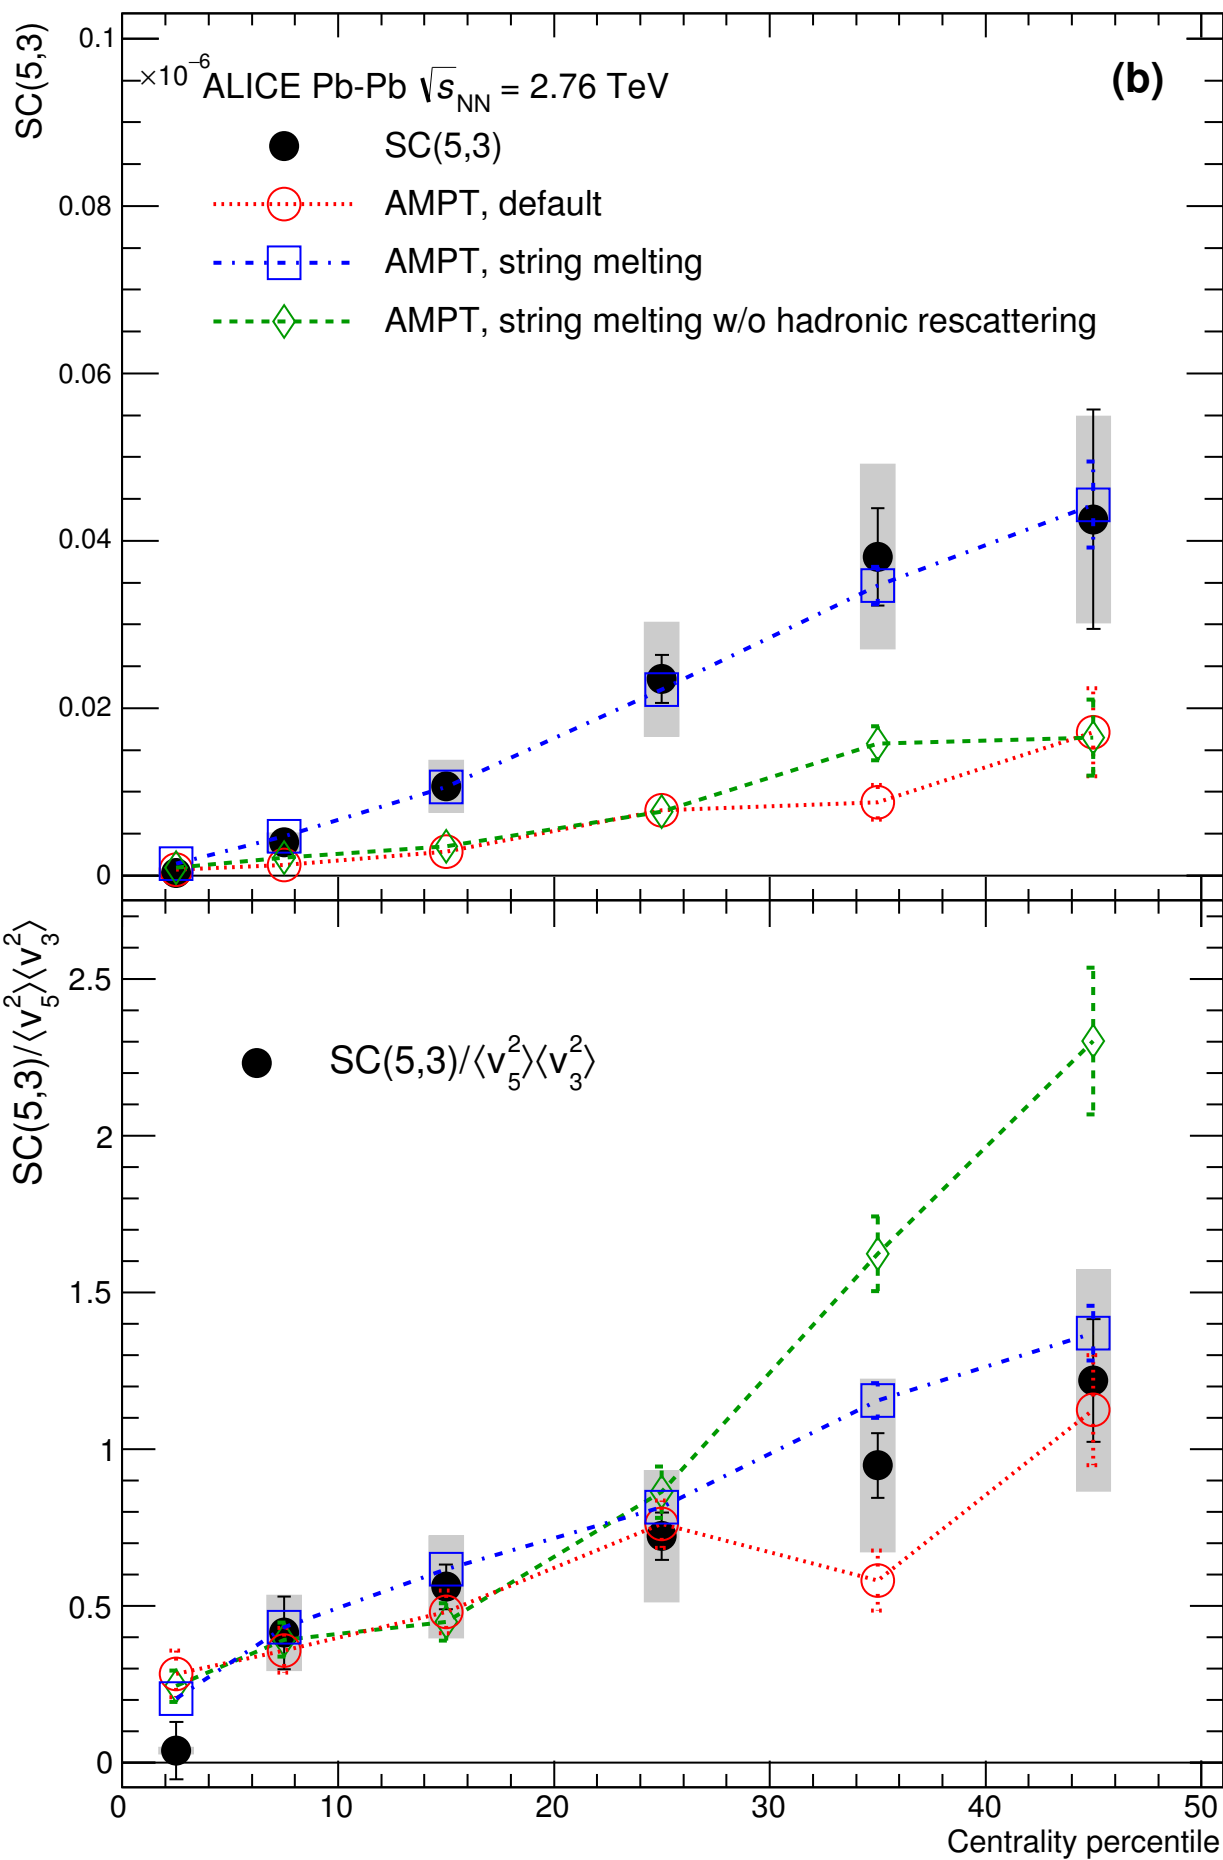 SC(5,3)
0.1
×10⁻⁶
ALICE Pb-Pb √s_NN = 2.76 TeV
(b)
SC(5,3)
AMPT, default
AMPT, string melting
AMPT, string melting w/o hadronic rescattering
0.08
0.06
0.04
0.02
0
SC(5,3)/⟨v₅²⟩⟨v₃²⟩
SC(5,3)/⟨v₅²⟩⟨v₃²⟩
2.5
2
1.5
1
0.5
0
0 10 20 30 40 50
Centrality percentile